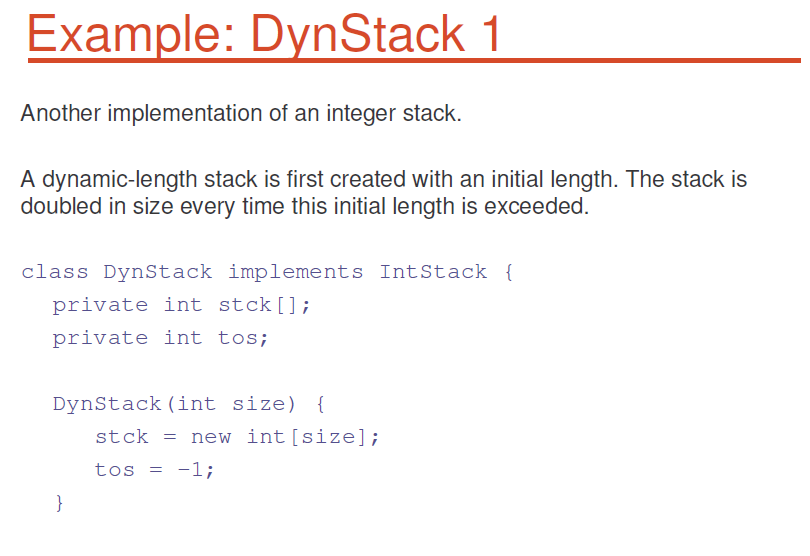 Example: DynStack 1
Another implementation of an integer stack.
A dynamic-length stack is first created with an initial length. The stack is
doubled in size every time this initial length is exceeded.
class DynStack implements IntStack {
private int stck[];
private int tos;
DynStack(int size) {
stck = new int[size];
tos = -1;
}